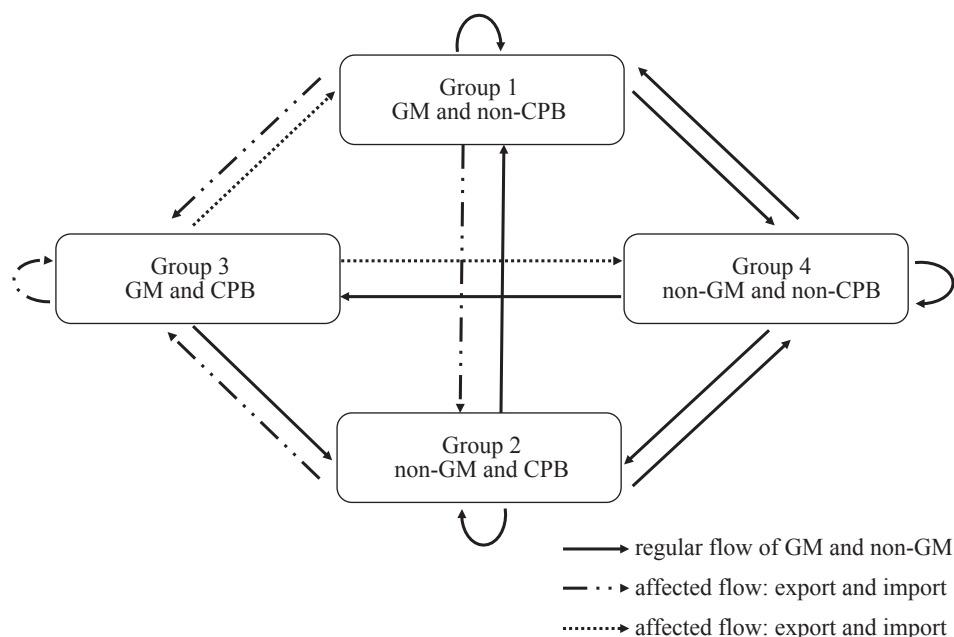 Group 1
GM and non-CPB
Group 3
GM and CPB
Group 4
non-GM and non-CPB
Group 2
non-GM and CPB
regular flow of GM and non-GM
affected flow: export and import
affected flow: export and import